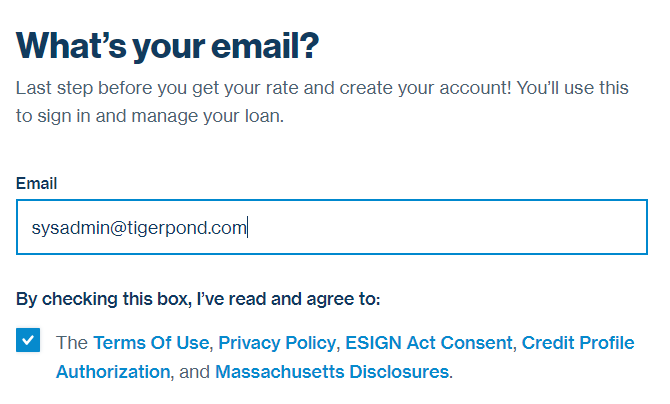 What's your email?
Last step before you get your rate and create your account! You'll use this
to sign in and manage your loan.
Email
sysadmin@tigerpond.com
By checking this box, I've read and agree to:
The Terms Of Use, Privacy Policy, ESIGN Act Consent, Credit Profile
Authorization, and Massachusetts Disclosures.